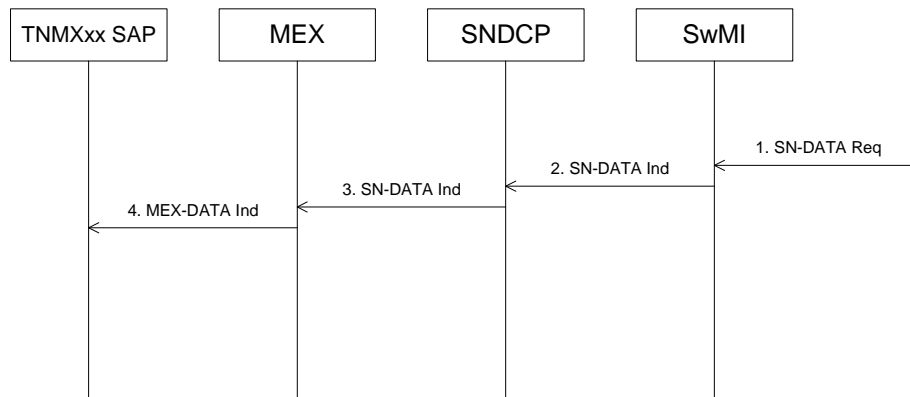 TNMXxx SAP
MEX
SNDCP
SwMI
1. SN-DATA Req
2. SN-DATA Ind
3. SN-DATA Ind
4. MEX-DATA Ind